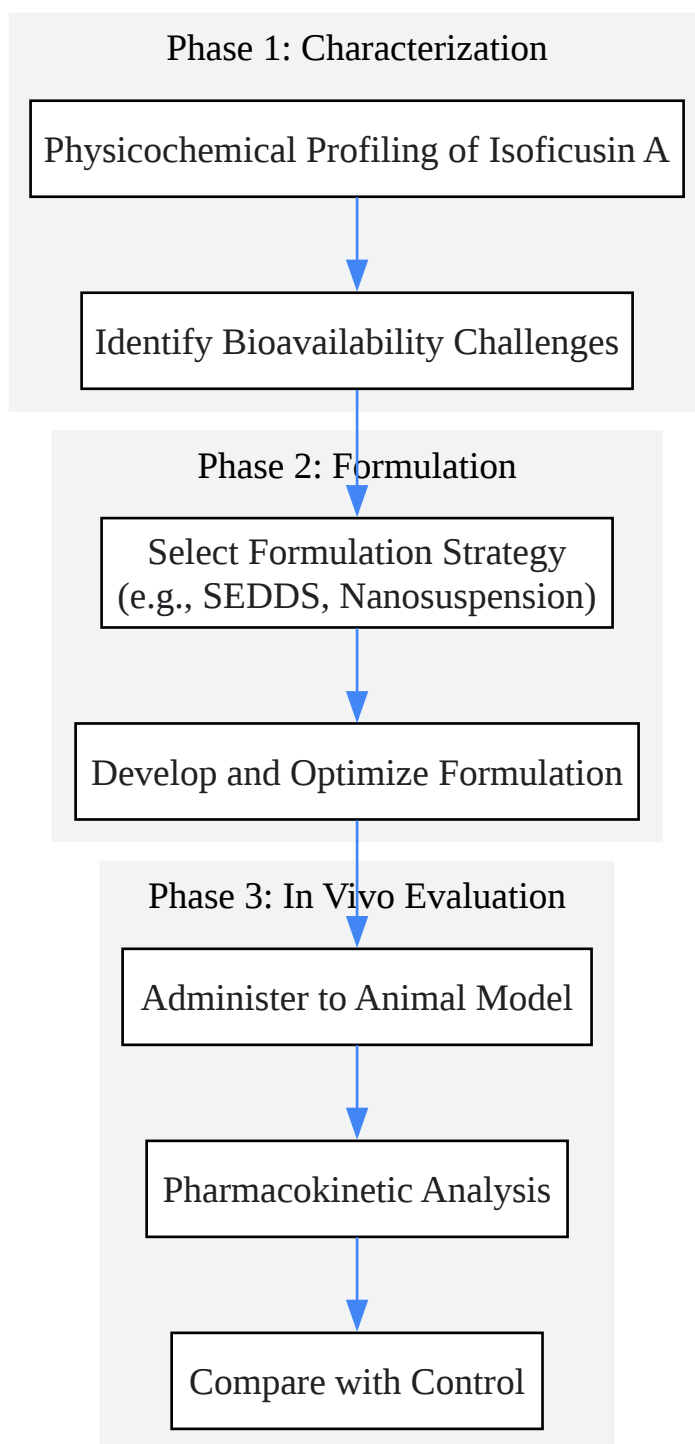 Phase 1: Characterization
Physicochemical Profiling of Isoficusin A
Identify Bioavailability Challenges
Phase 2: Formulation
Select Formulation Strategy
(e.g., SEDDS, Nanosuspension)
Develop and Optimize Formulation
Phase 3: In Vivo Evaluation
Administer to Animal Model
Pharmacokinetic Analysis
Compare with Control